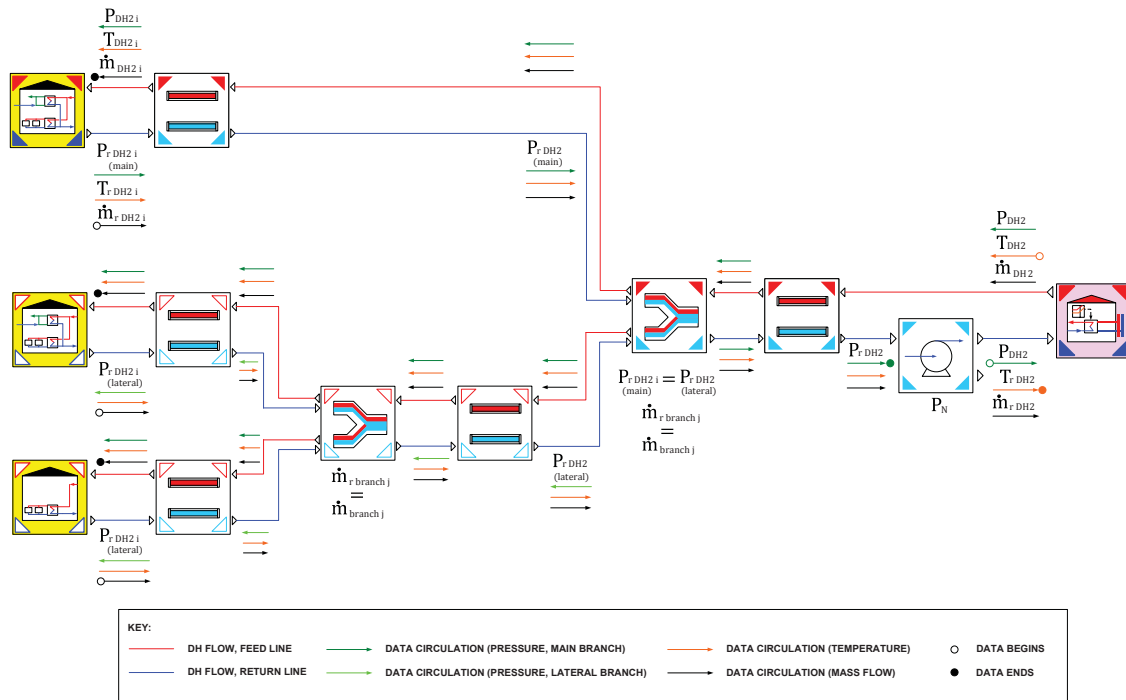 P DH2 i
T DH2 i
ṁ DH2 i
P r DH2 i
(main)
T r DH2 i
ṁ r DH2 i
P r DH2
(main)
P DH2
T DH2
ṁ DH2
P r DH2 i
(lateral)
P r DH2
P DH2
T r DH2
ṁ r DH2
P N
P r DH2 i = P r DH2
(main) (lateral)
ṁ r branch j
=
ṁ branch j
P r DH2
(lateral)
ṁ r branch j
=
ṁ branch j
P r DH2 i
(lateral)
KEY:
DH FLOW, FEED LINE
DATA CIRCULATION (PRESSURE, MAIN BRANCH)
DATA CIRCULATION (TEMPERATURE)
DATA BEGINS
DH FLOW, RETURN LINE
DATA CIRCULATION (PRESSURE, LATERAL BRANCH)
DATA CIRCULATION (MASS FLOW)
DATA ENDS